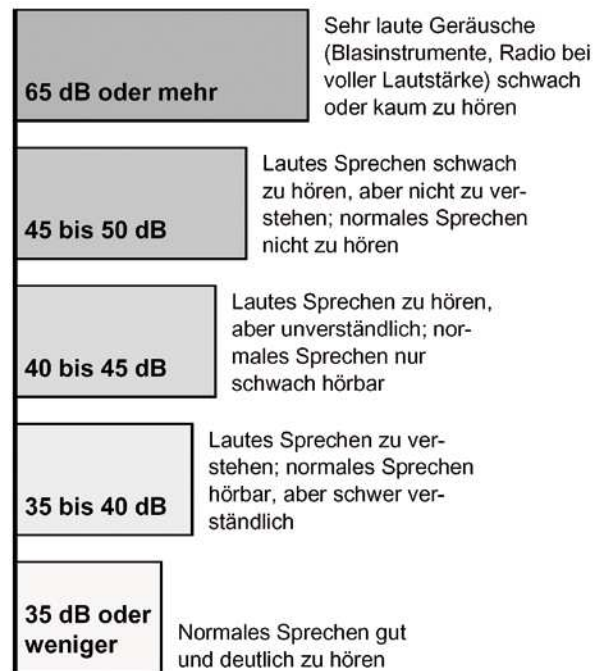 Sehr laute Geräusche
(Blasinstrumente, Radio bei
voller Lautstärke) schwach
oder kaum zu hören
65 dB oder mehr
Lautes Sprechen schwach
zu hören, aber nicht zu ver-
stehen; normales Sprechen
nicht zu hören
45 bis 50 dB
Lautes Sprechen zu hören,
aber unverständlich; nor-
males Sprechen nur
schwach hörbar
40 bis 45 dB
Lautes Sprechen zu ver-
stehen; normales Sprechen
hörbar, aber schwer ver-
ständlich
35 bis 40 dB
35 dB oder
weniger
Normales Sprechen gut
und deutlich zu hören